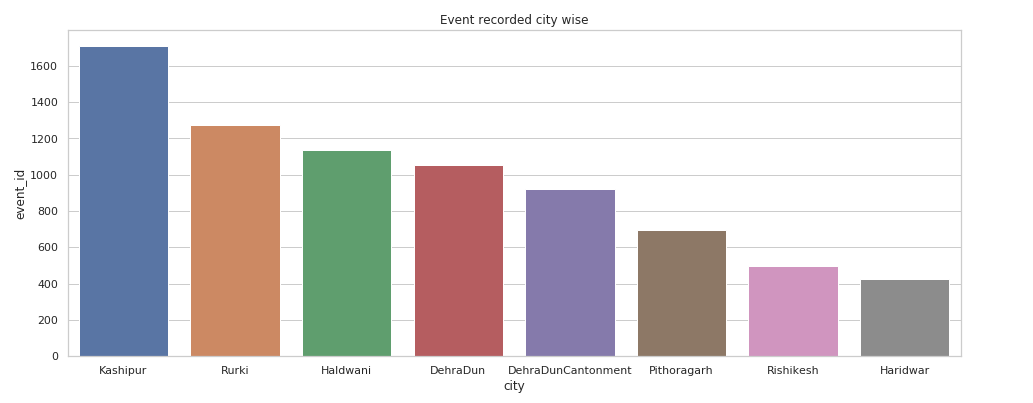 Event recorded city wise
1600
1400
1200
1000
800
600
400
200
0
event_id
Kashipur Rurki Haldwani DehraDun DehraDunCantonment Pithoragarh Rishikesh Haridwar
city